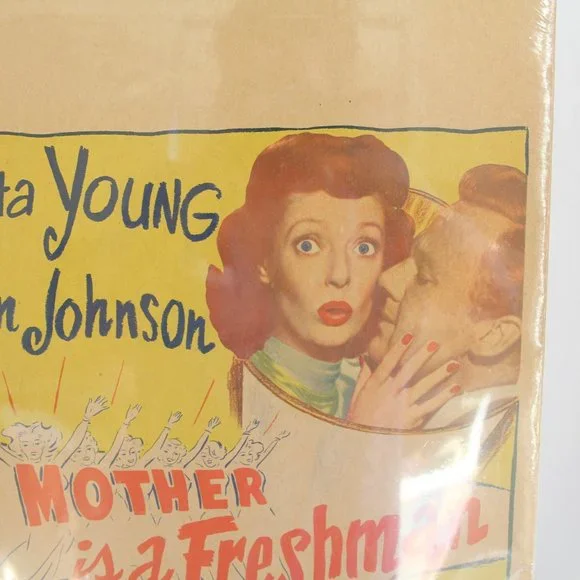 ta YOUNG
n Johnson
MOTHER
is a Freshman